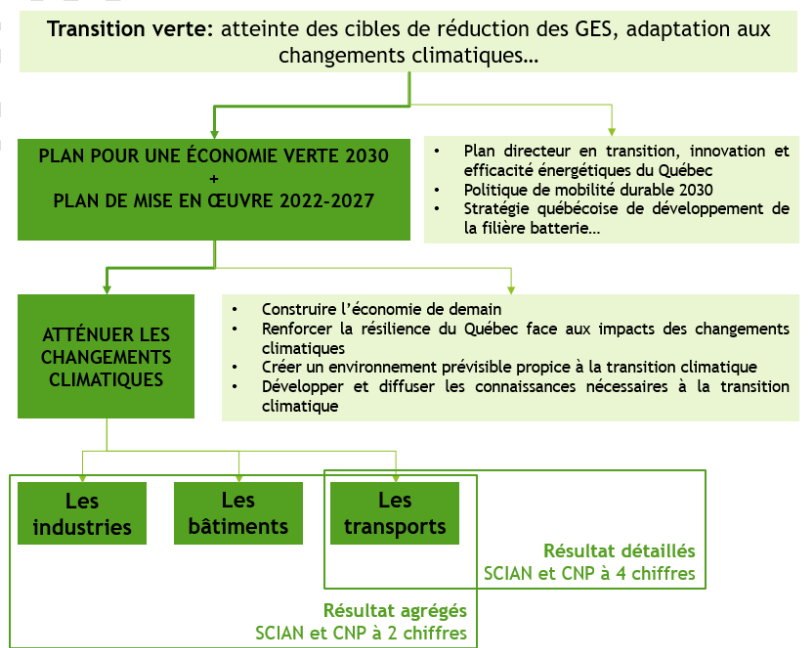 Transition verte: atteinte des cibles de réduction des GES, adaptation aux
changements climatiques…
PLAN POUR UNE ÉCONOMIE VERTE 2030
+
PLAN DE MISE EN ŒUVRE 2022-2027
• Plan directeur en transition, innovation et
efficacité énergétiques du Québec
• Politique de mobilité durable 2030
• Stratégie québécoise de développement de
la filière batterie…
ATTÉNUER LES
CHANGEMENTS
CLIMATIQUES
• Construire l’économie de demain
• Renforcer la résilience du Québec face aux impacts des changements
climatiques
• Créer un environnement prévisible propice à la transition climatique
• Développer et diffuser les connaissances nécessaires à la transition
climatique
Les
industries
Les
bâtiments
Les
transports
Résultat détaillés
SCIAN et CNP à 4 chiffres
Résultat agrégés
SCIAN et CNP à 2 chiffres